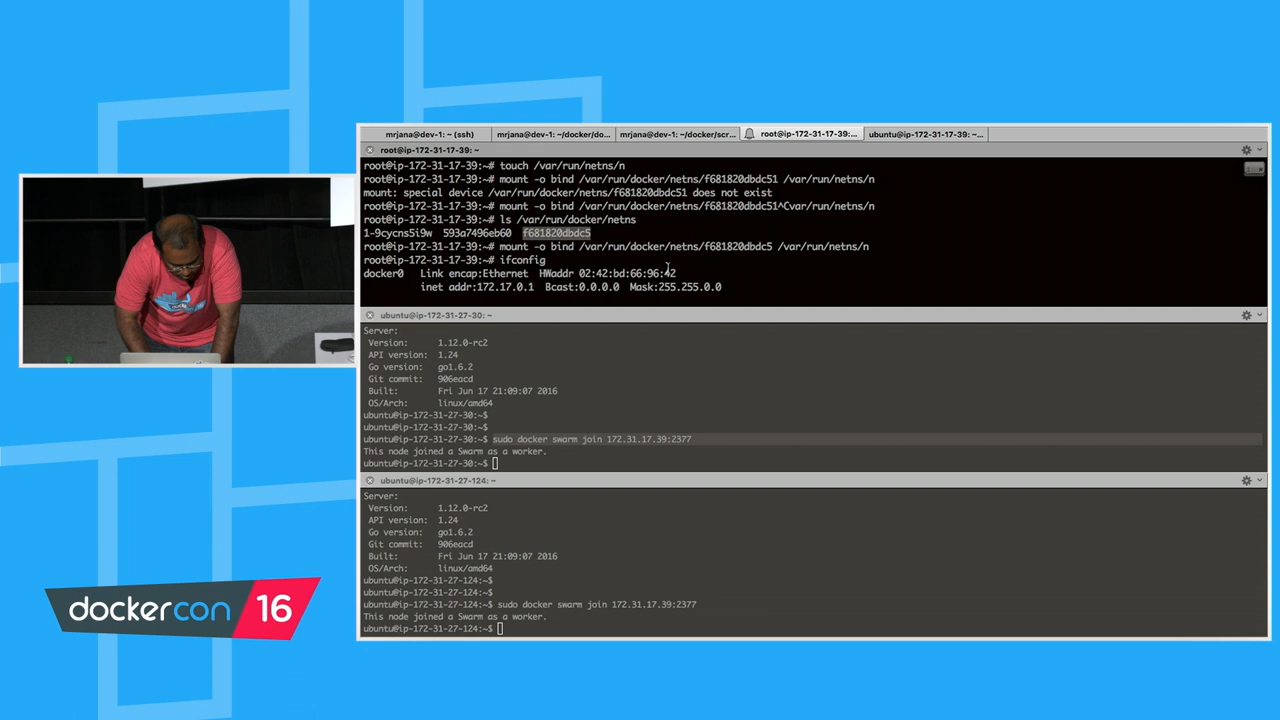 mrjana@dev-1: ~ (ssh)
mrjana@dev-1: ~/docker/do...
mrjana@dev-1: ~/docker/scr...
root@ip-172-31-17-39:...
ubuntu@ip-172-31-17-39: ~...
root@ip-172-31-17-39: ~
root@ip-172-31-17-39:~# touch /var/run/netns/n
root@ip-172-31-17-39:~# mount -o bind /var/run/docker/netns/f681820dbdc51 /var/run/netns/n
mount: special device /var/run/docker/netns/f681820dbdc51 does not exist
root@ip-172-31-17-39:~# mount -o bind /var/run/docker/netns/f681820dbdc51^Cvar/run/netns/n
root@ip-172-31-17-39:~# ls /var/run/docker/netns
1-9cycns5i9w 593a7496eb60 f681820dbdc5
root@ip-172-31-17-39:~# mount -o bind /var/run/docker/netns/f681820dbdc5 /var/run/netns/n
root@ip-172-31-17-39:~# ifconfig
docker0 Link encap:Ethernet HWaddr 02:42:bd:66:96:42
inet addr:172.17.0.1 Bcast:0.0.0.0 Mask:255.255.0.0
ubuntu@ip-172-31-27-30: ~
Server:
Version: 1.12.0-rc2
API version: 1.24
Go version: go1.6.2
Git commit: 906eacd
Built: Fri Jun 17 21:09:07 2016
OS/Arch: linux/amd64
ubuntu@ip-172-31-27-30:~$
ubuntu@ip-172-31-27-30:~$
ubuntu@ip-172-31-27-30:~$ sudo docker swarm join 172.31.17.39:2377
This node joined a Swarm as a worker.
ubuntu@ip-172-31-27-30:~$
ubuntu@ip-172-31-27-124: ~
Server:
Version: 1.12.0-rc2
API version: 1.24
Go version: go1.6.2
Git commit: 906eacd
Built: Fri Jun 17 21:09:07 2016
OS/Arch: linux/amd64
ubuntu@ip-172-31-27-124:~$
ubuntu@ip-172-31-27-124:~$
ubuntu@ip-172-31-27-124:~$ sudo docker swarm join 172.31.17.39:2377
This node joined a Swarm as a worker.
ubuntu@ip-172-31-27-124:~$
dockercon 16